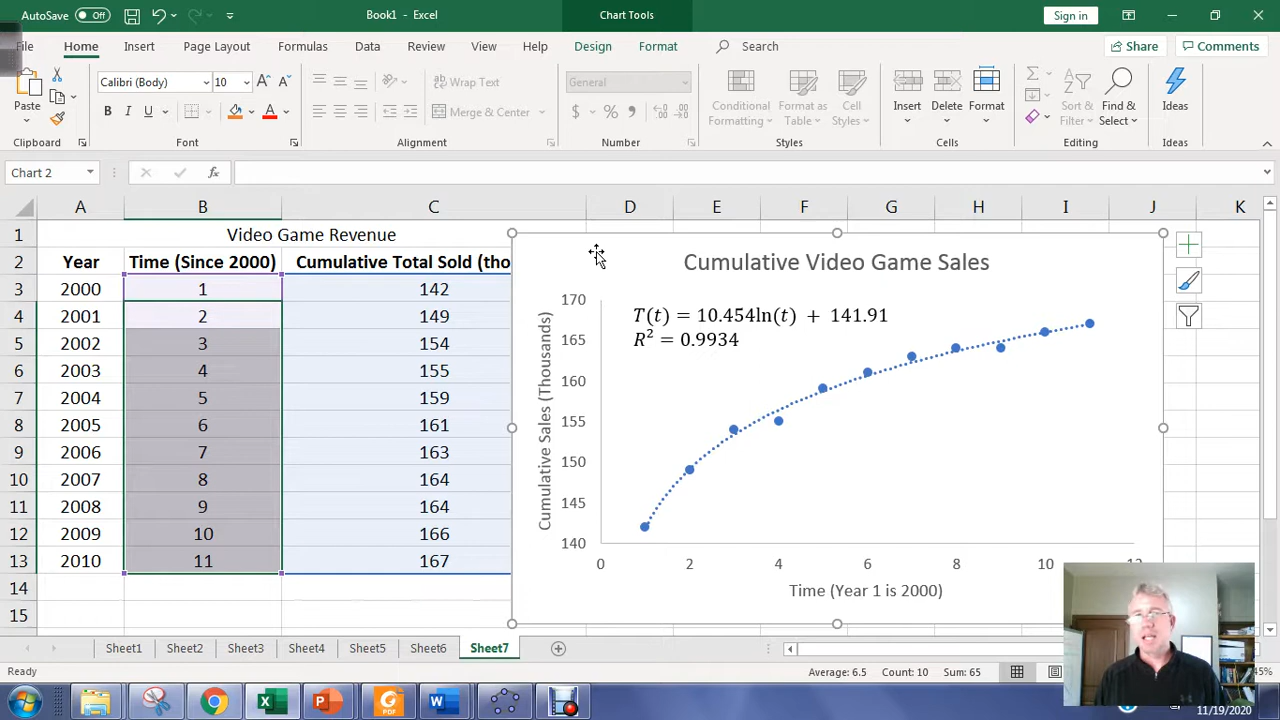 AutoSave Off Book1 - Excel Chart Tools Sign in
File Home Insert Page Layout Formulas Data Review View Help Design Format Search Share Comments
Calibri (Body) 10 A A Wrap Text General
Paste B I U A Merge & Center $ % , Conditional Formatting Format as Table Cell Styles Insert Delete Format Sort & Filter Find & Select Ideas
Clipboard Font Alignment Number Styles Cells Editing Ideas
Chart 2 fx
A B C D E F G H I J K
1 Video Game Revenue
2 Year Time (Since 2000) Cumulative Total Sold (tho
3 2000 1 142
4 2001 2 149
5 2002 3 154
6 2003 4 155
7 2004 5 159
8 2005 6 161
9 2006 7 163
10 2007 8 164
11 2008 9 164
12 2009 10 166
13 2010 11 167
14
15
Cumulative Video Game Sales
T(t) = 10.454ln(t) + 141.91
R² = 0.9934
Cumulative Sales (Thousands)
170
165
160
155
150
145
140
0 2 4 6 8 10 12
Time (Year 1 is 2000)
Sheet1 Sheet2 Sheet3 Sheet4 Sheet5 Sheet6 Sheet7
Ready Average: 6.5 Count: 10 Sum: 65 45%
PDF
11/19/2020